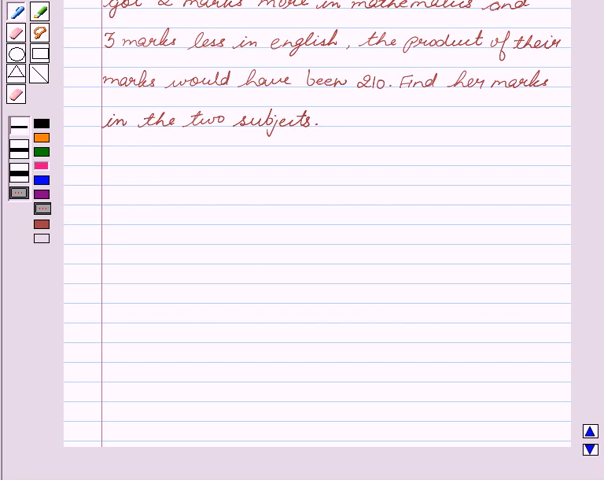 got 2 marks more in mathematics and
3 marks less in english, the product of their
marks would have been 210. Find her marks
in the two subjects.